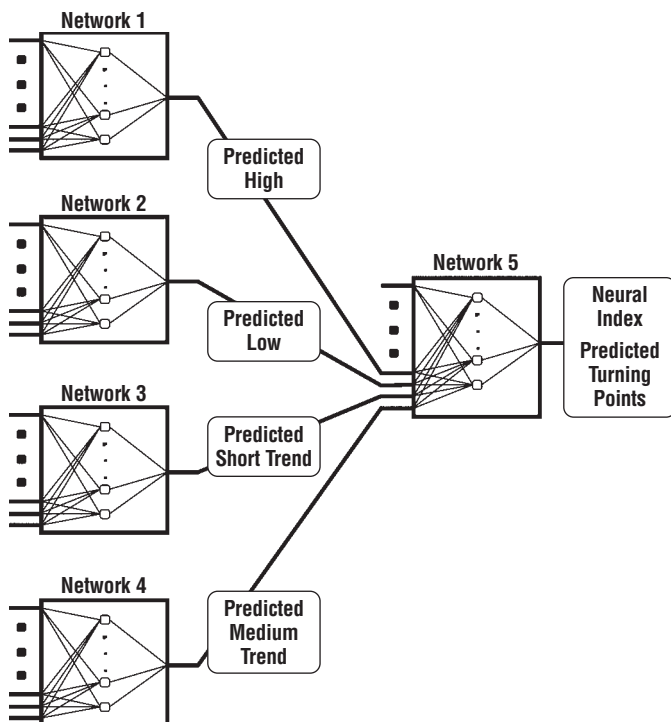 Network 1
Predicted
High
Network 2
Predicted
Low
Network 5
Neural
Index
Predicted
Turning
Points
Network 3
Predicted
Short Trend
Network 4
Predicted
Medium
Trend